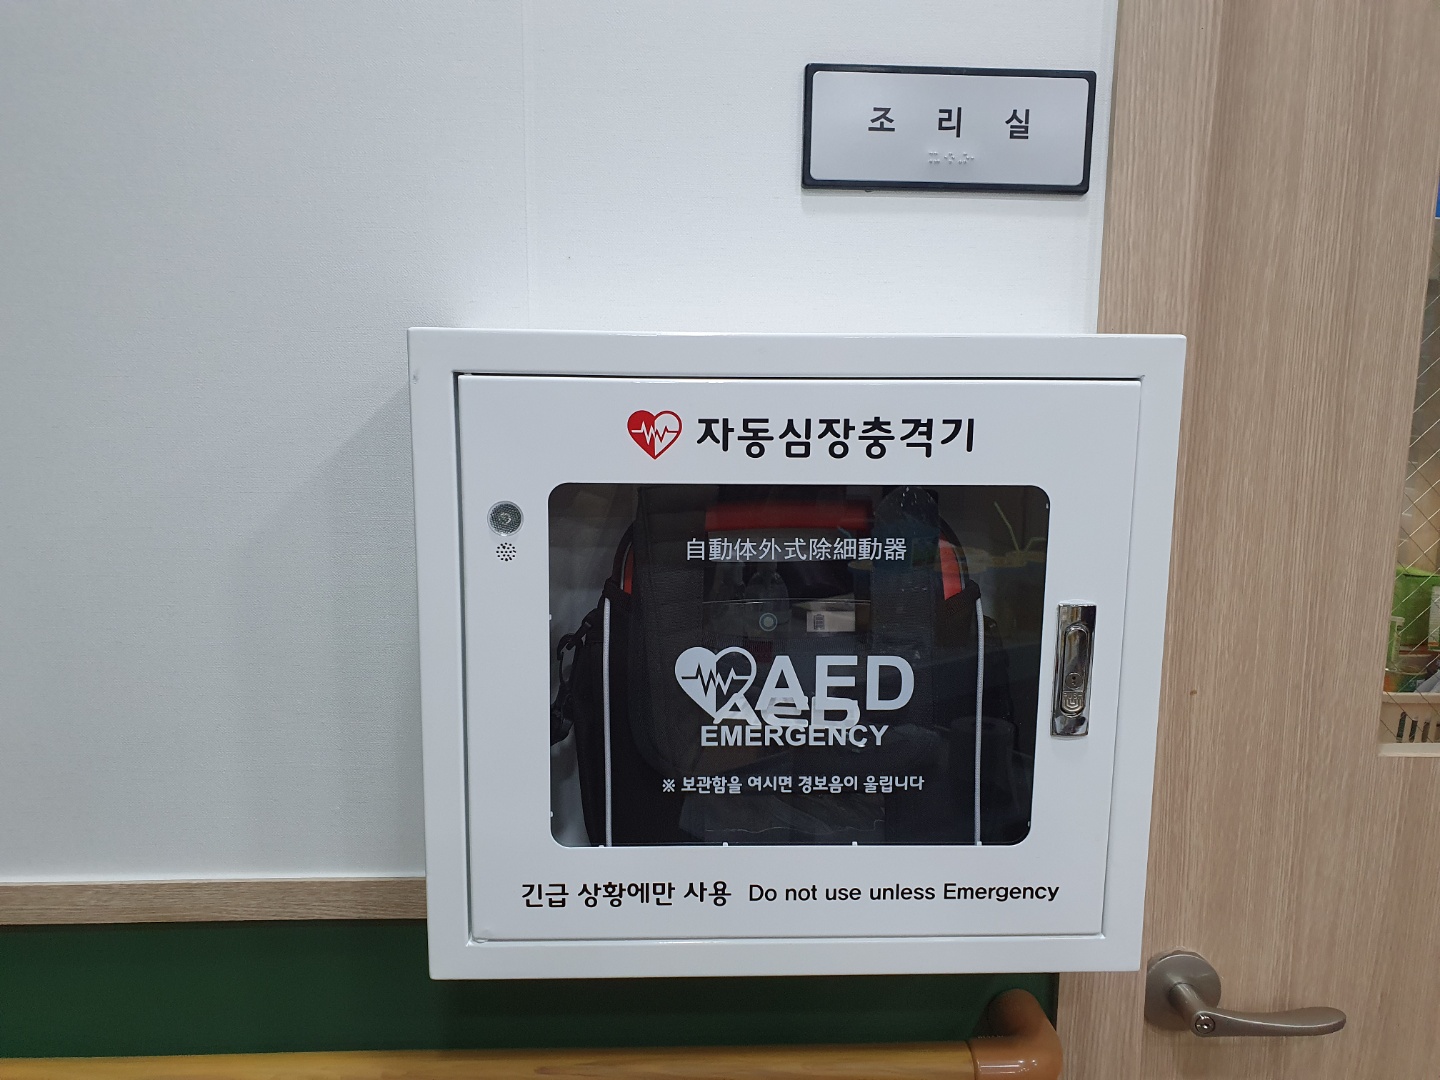 조 리 실
자동심장충격기
自動体外式除細動器
AED
AED
EMERGENCY
※ 보관함을 여시면 경보음이 울립니다
긴급 상황에만 사용 Do not use unless Emergency